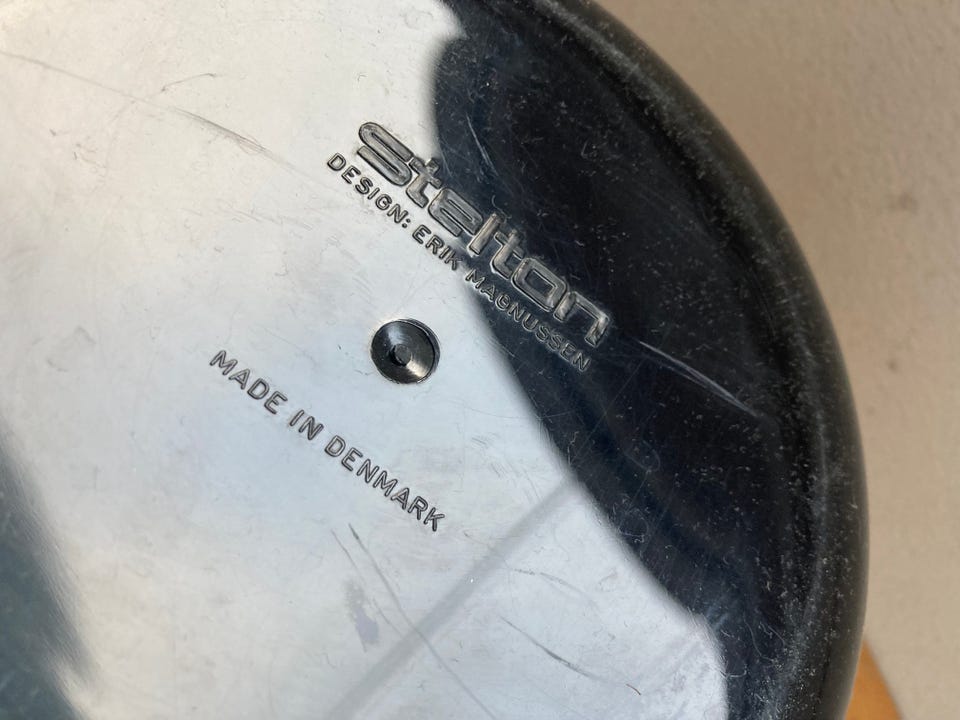 stelton
DESIGN: ERIK MAGNUSSEN
MADE IN DENMARK